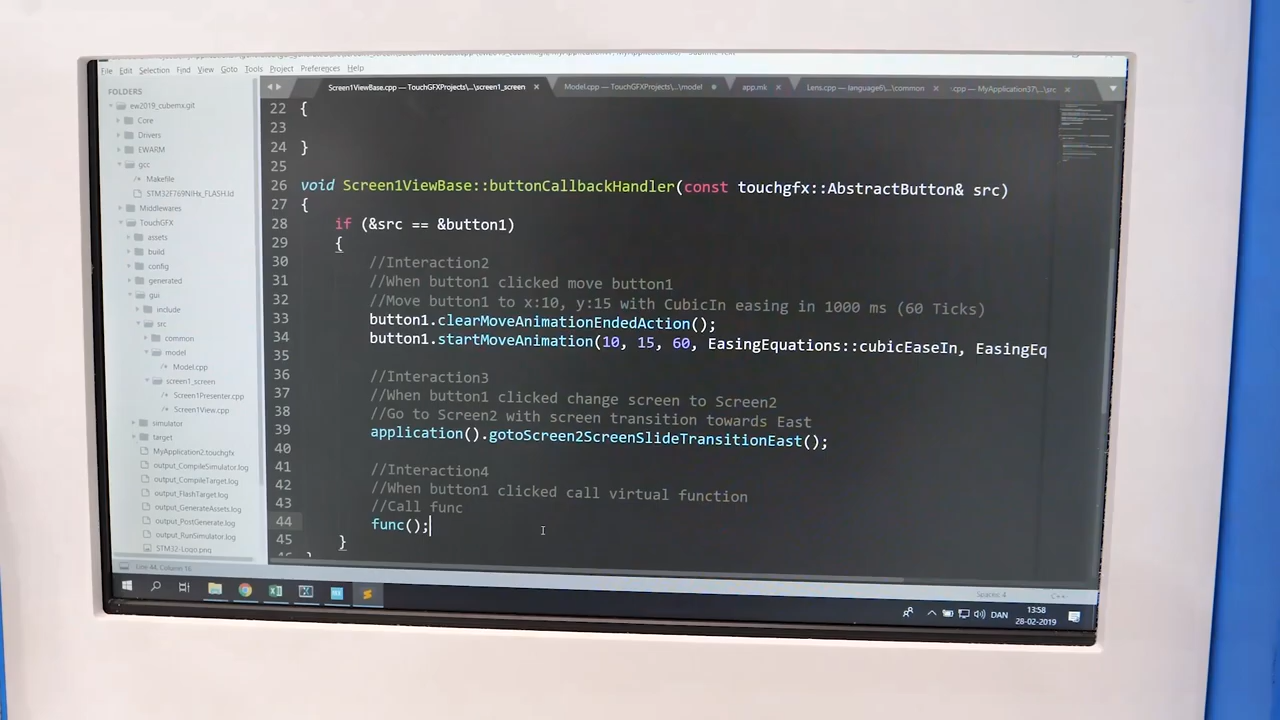 File Edit Selection Find View Goto Tools Project Preferences Help
FOLDERS
ew2019_cubemx.git
Core
Drivers
EWARM
gcc
Makefile
STM32F769NIHx_FLASH.ld
Middlewares
TouchGFX
assets
build
config
generated
gui
include
src
common
model
Model.cpp
screen1_screen
Screen1Presenter.cpp
Screen1View.cpp
simulator
target
MyApplication2.touchgfx
output_CompileSimulator.log
output_CompileTarget.log
output_FlashTarget.log
output_GenerateAssets.log
output_PostGenerate.log
output_RunSimulator.log
STM32-Logo.png
Screen1ViewBase.cpp — TouchGFXProjects\...\screen1_screen
Model.cpp — TouchGFXProjects\...\model
app.mk
Lens.cpp — language6\...\common
.cpp — MyApplication37\...\src
22 {
23
24 }
25
26 void Screen1ViewBase::buttonCallbackHandler(const touchgfx::AbstractButton& src)
27 {
28 if (&src == &button1)
29 {
30 //Interaction2
31 //When button1 clicked move button1
32 //Move button1 to x:10, y:15 with CubicIn easing in 1000 ms (60 Ticks)
33 button1.clearMoveAnimationEndedAction();
34 button1.startMoveAnimation(10, 15, 60, EasingEquations::cubicEaseIn, EasingEq
35
36 //Interaction3
37 //When button1 clicked change screen to Screen2
38 //Go to Screen2 with screen transition towards East
39 application().gotoScreen2ScreenSlideTransitionEast();
40
41 //Interaction4
42 //When button1 clicked call virtual function
43 //Call func
44 func();
45 }
Line 44, Column 16
Spaces: 4
C++
DAN
13:58
28-02-2019